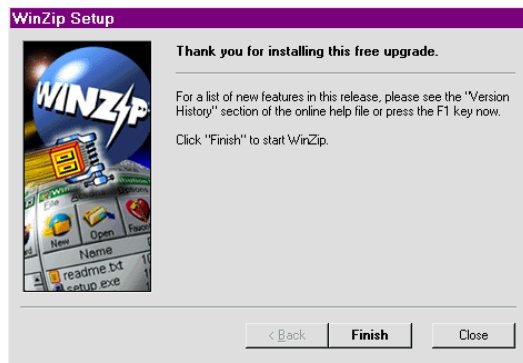 WinZip Setup
Thank you for installing this free upgrade.
WINZIP
For a list of new features in this release, please see the "Version
History" section of the online help file or press the F1 key now.
Click "Finish" to start WinZip.
File
New
Open
Name
readme.txt
setup.exe
< Back
Finish
Close